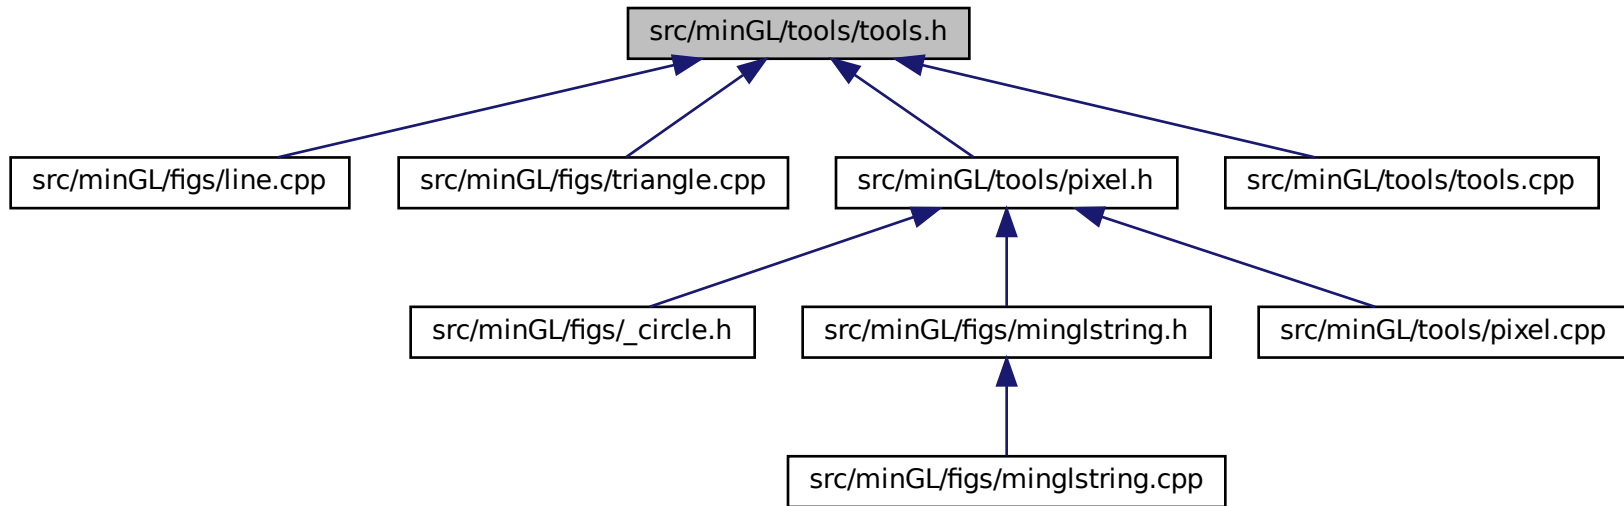 src/minGL/tools/tools.h
src/minGL/figs/line.cpp
src/minGL/figs/triangle.cpp
src/minGL/tools/pixel.h
src/minGL/tools/tools.cpp
src/minGL/figs/_circle.h
src/minGL/figs/minglstring.h
src/minGL/tools/pixel.cpp
src/minGL/figs/minglstring.cpp